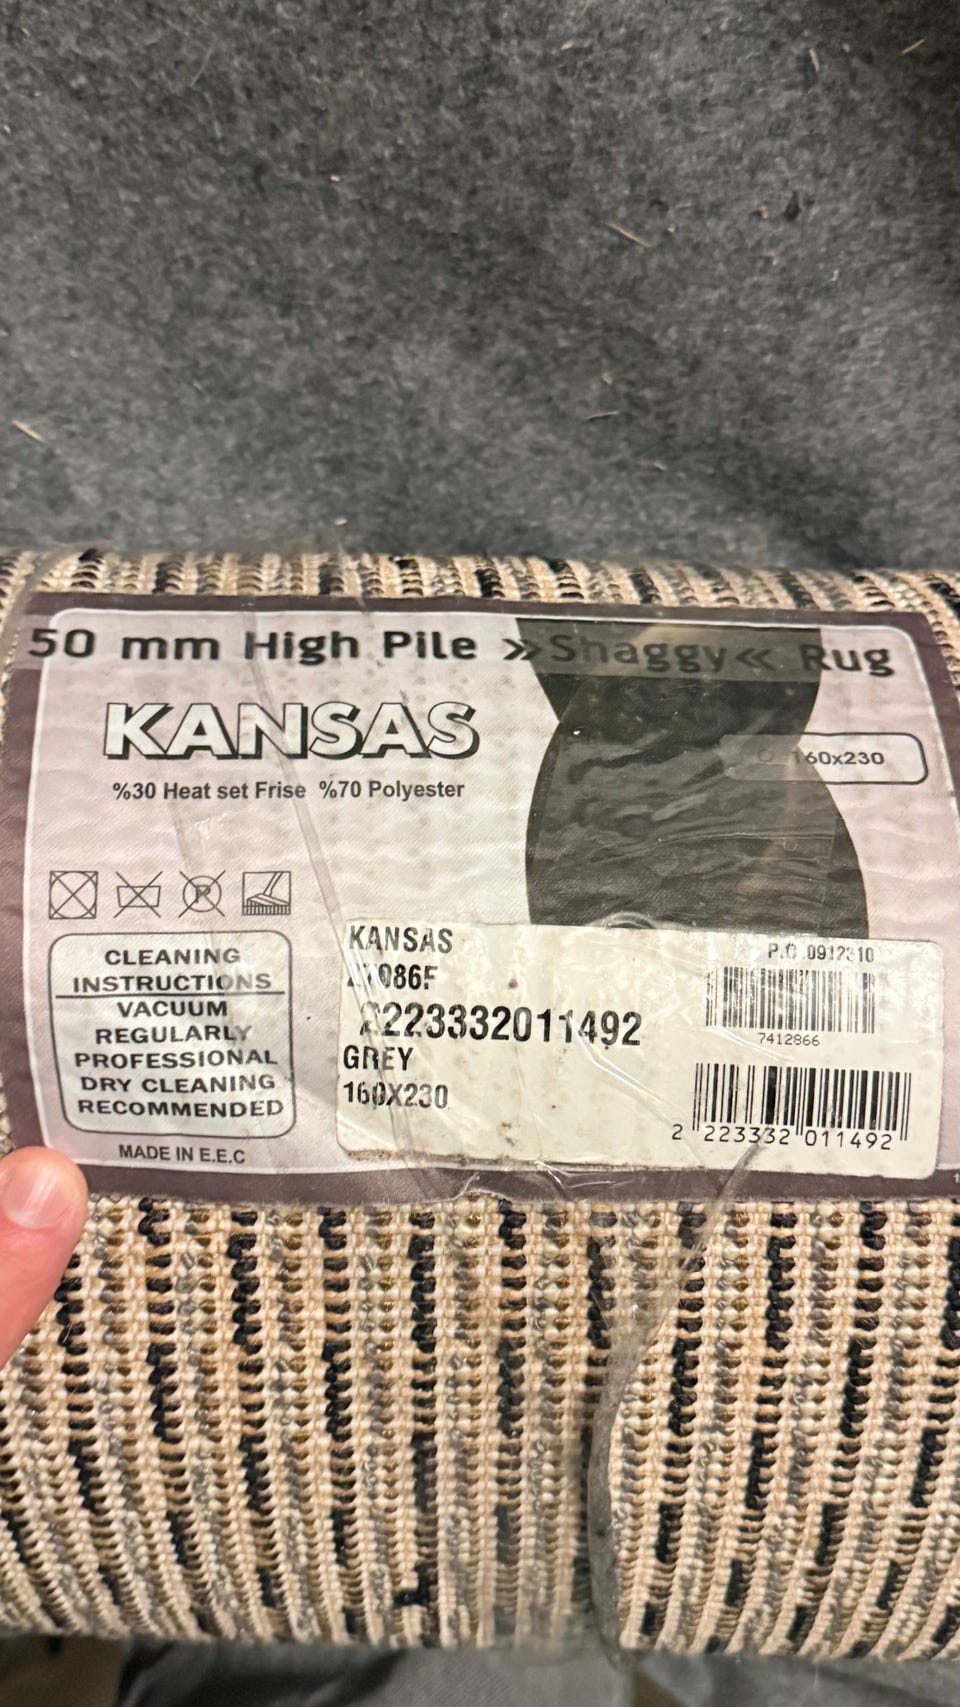 50 mm High Pile » Shaggy « Rug
KANSAS
160x230
%30 Heat set Frise %70 Polyester
P
CLEANING
INSTRUCTIONS
VACUUM
REGULARLY
PROFESSIONAL
DRY CLEANING
RECOMMENDED
MADE IN E.E.C
KANSAS
2223332011492
GREY
160X230
7412866
2 223332 011492